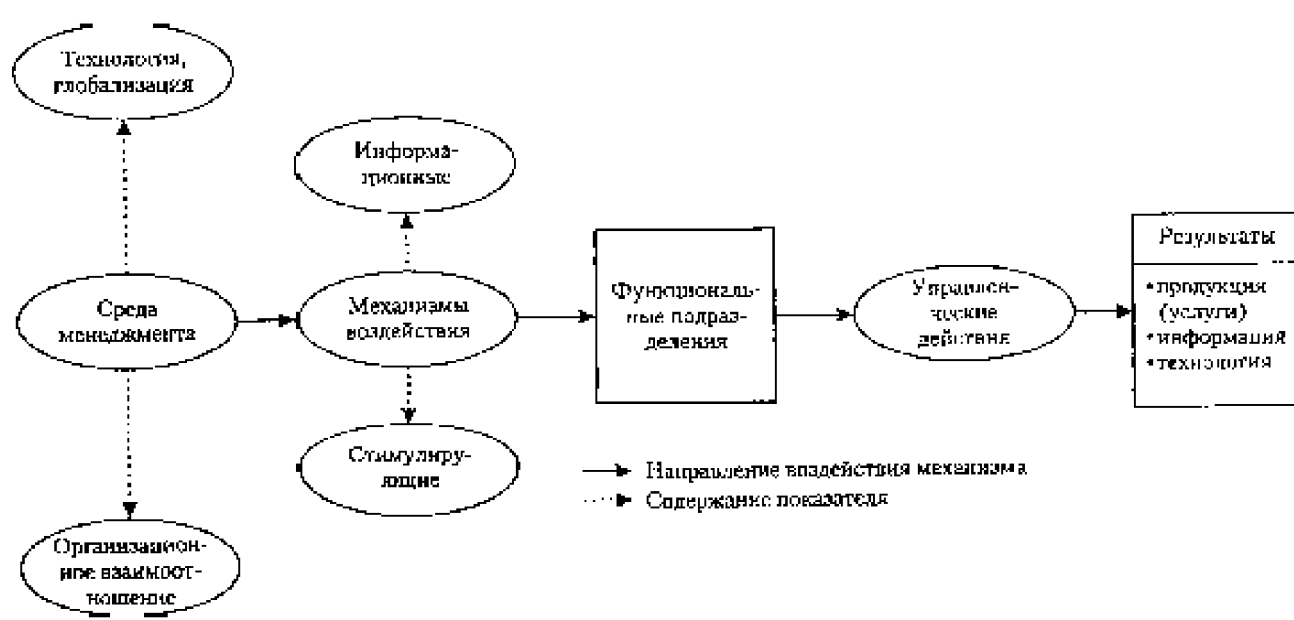 Технология,
глобализация
Информа-
ционные
Среда
менеджмента
Механизмы
воздействия
Функциональ-
ные подраз-
деления
Управлен-
ческие
действия
Результаты
• продукция
(услуги)
• информация
• технология
Стимулиру-
ющие
Организацион-
ное взаимоот-
ношение
Направление воздействия механизма
Содержание показателя